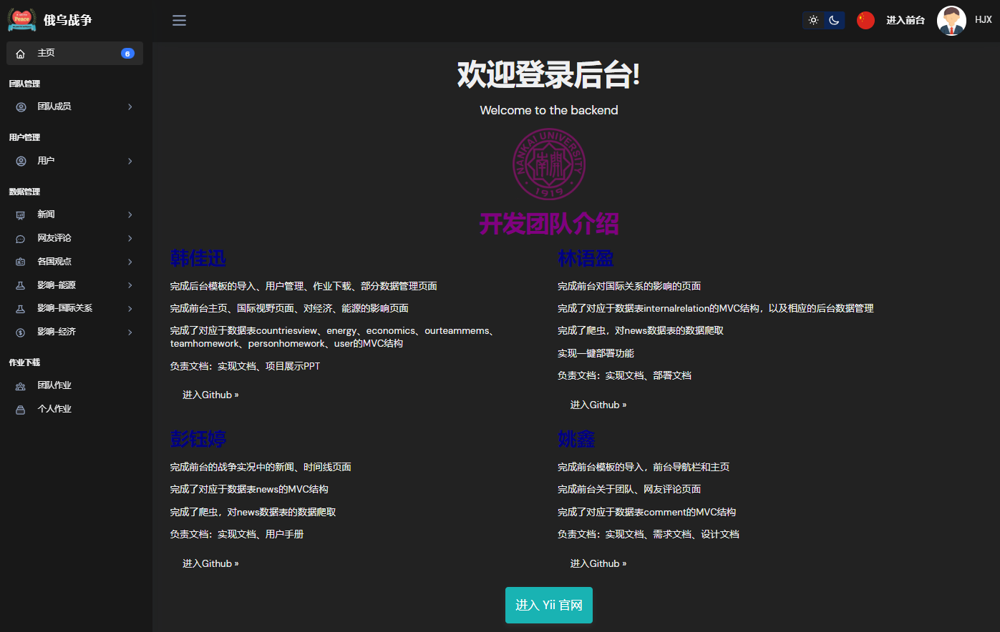 Peace
俄乌战争
进入前台
HJX
主页
6
团队管理
团队成员
用户管理
用户
数据管理
新闻
网友评论
各国观点
影响-能源
影响-国际关系
影响-经济
作业下载
团队作业
个人作业
欢迎登录后台!
Welcome to the backend
NANKAI UNIVERSITY
南開
1919
开发团队介绍
韩佳迅
完成后台模板的导入、用户管理、作业下载、部分数据管理页面
完成前台主页、国际视野页面、对经济、能源的影响页面
完成了对应于数据表countriesview、energy、economics、ourteammems、
teamhomework、personhomework、user的MVC结构
负责文档：实现文档、项目展示PPT
进入Github »
林语盈
完成前台对国际关系的影响的页面
完成了对应于数据表internalrelation的MVC结构，以及相应的后台数据管理
完成了爬虫，对news数据表的数据爬取
实现一键部署功能
负责文档：实现文档、部署文档
进入Github »
彭钰婷
完成前台的战争实况中的新闻、时间线页面
完成了对应于数据表news的MVC结构
完成了爬虫，对news数据表的数据爬取
负责文档：实现文档、用户手册
进入Github »
姚鑫
完成前台模板的导入，前台导航栏和主页
完成前台关于团队、网友评论页面
完成了对应于数据表comment的MVC结构
负责文档：实现文档、需求文档、设计文档
进入Github »
进入 Yii 官网